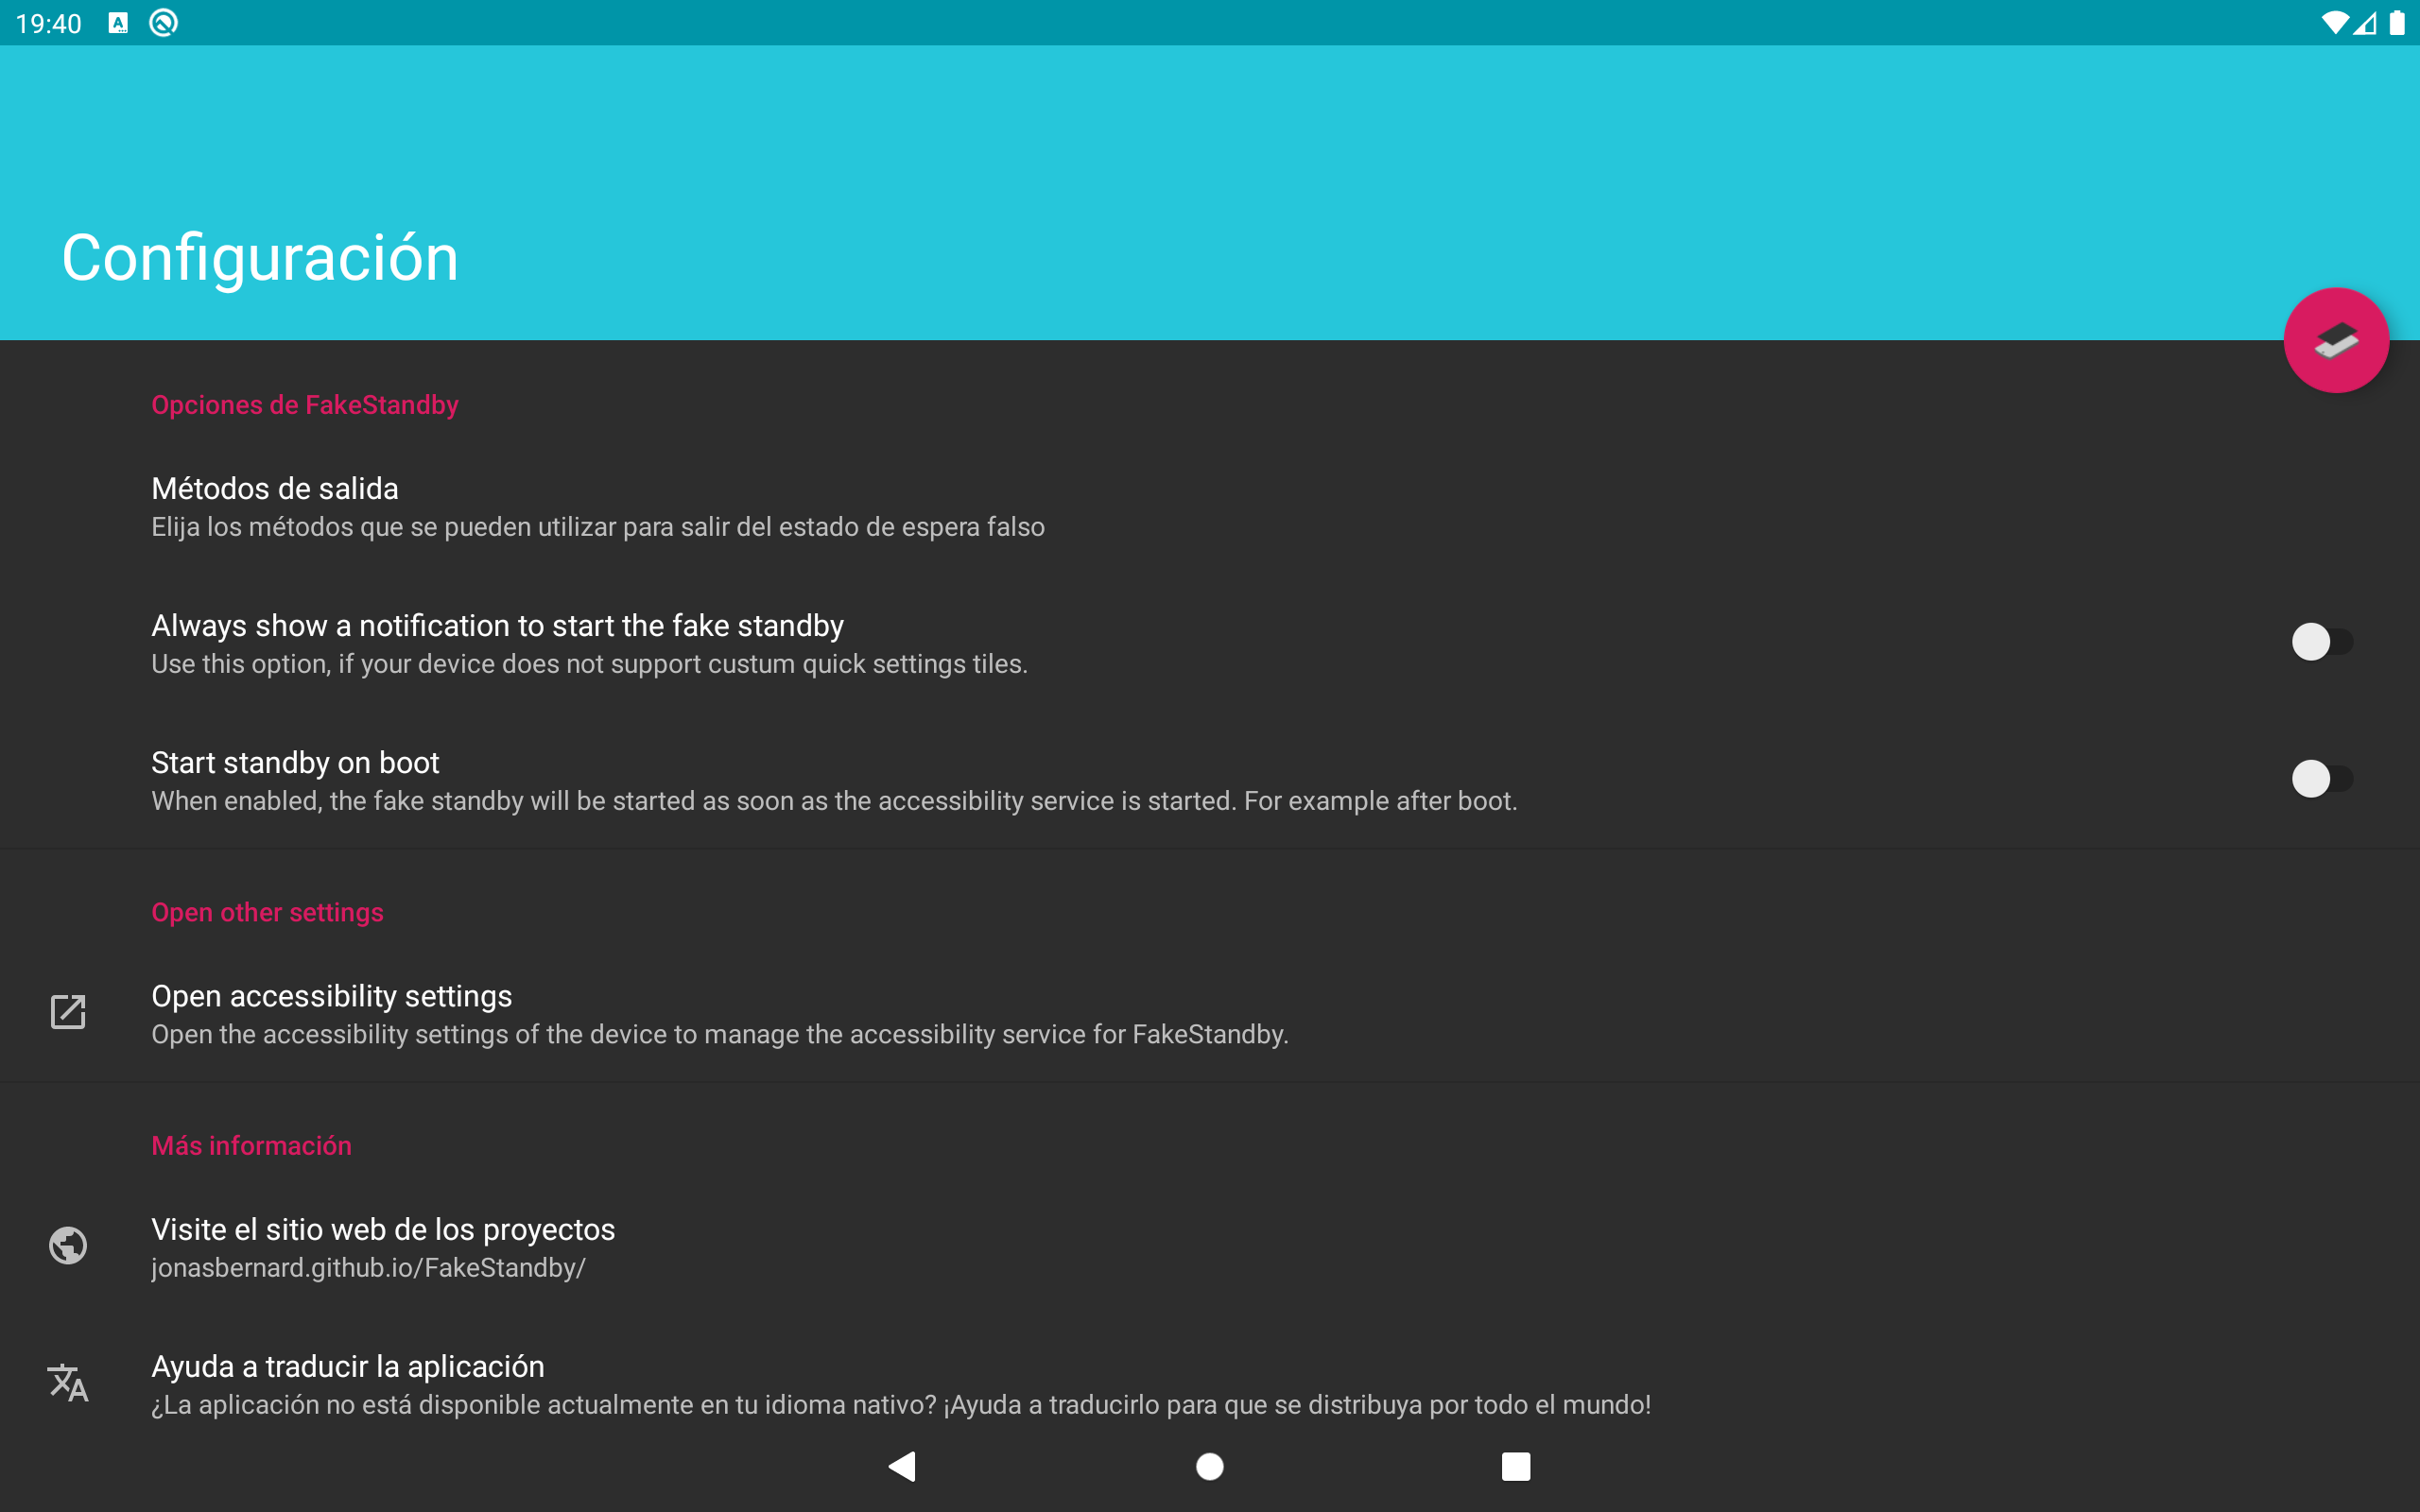 19:40
Configuración
Opciones de FakeStandby
Métodos de salida
Elija los métodos que se pueden utilizar para salir del estado de espera falso
Always show a notification to start the fake standby
Use this option, if your device does not support custum quick settings tiles.
Start standby on boot
When enabled, the fake standby will be started as soon as the accessibility service is started. For example after boot.
Open other settings
Open accessibility settings
Open the accessibility settings of the device to manage the accessibility service for FakeStandby.
Más información
Visite el sitio web de los proyectos
jonasbernard.github.io/FakeStandby/
Ayuda a traducir la aplicación
¿La aplicación no está disponible actualmente en tu idioma nativo? ¡Ayuda a traducirlo para que se distribuya por todo el mundo!